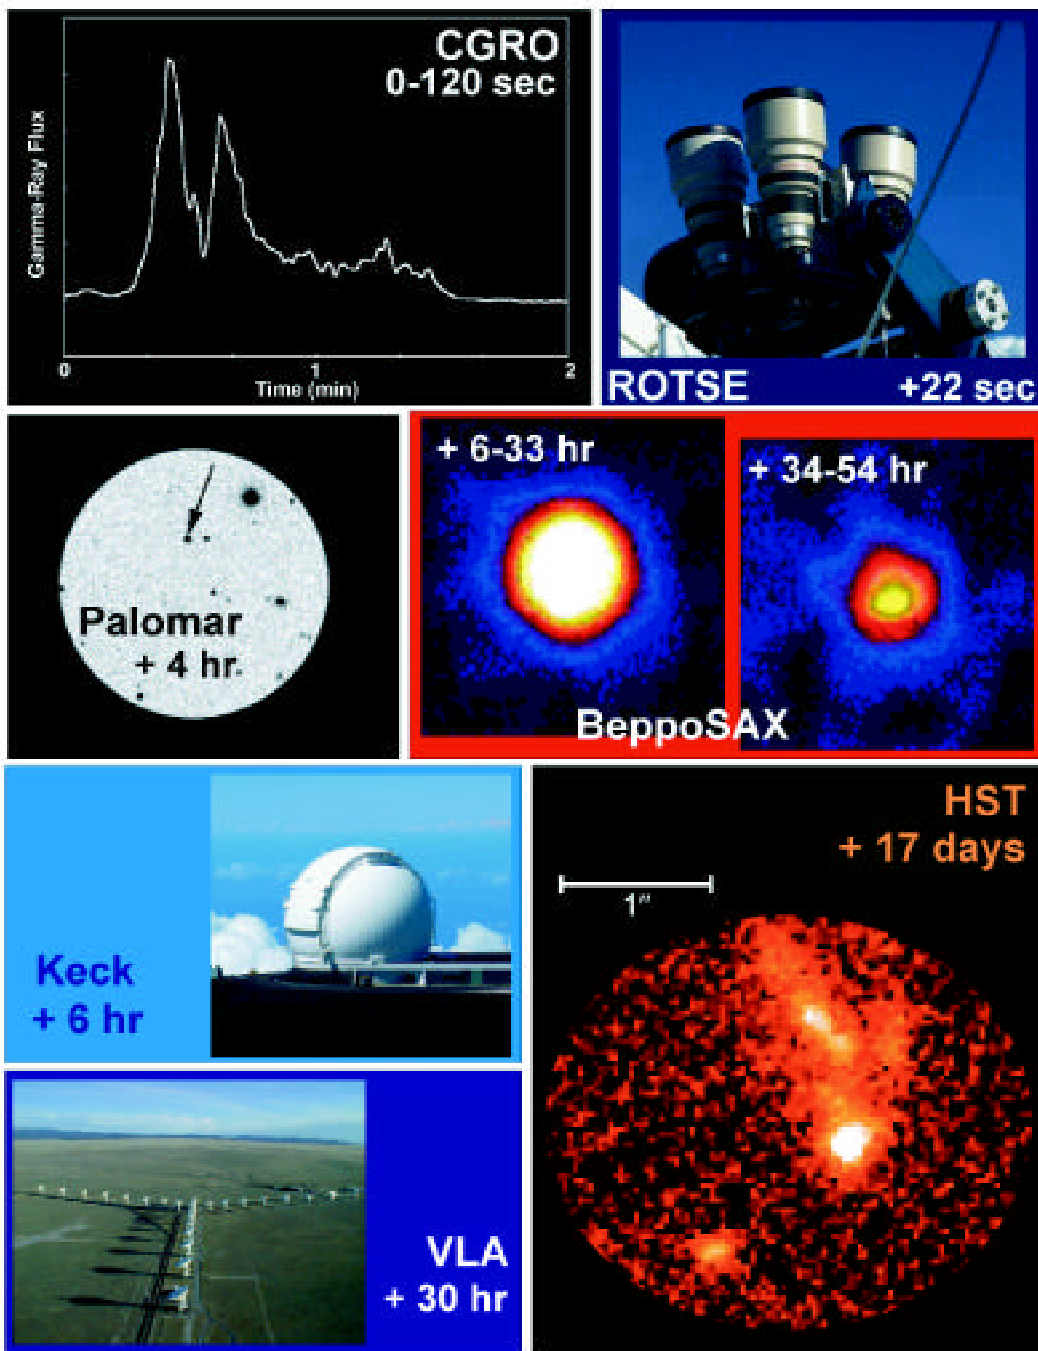 CGRO
0-120 sec
Gamma-Ray Flux
0
1
2
Time (min)
ROTSE
+22 sec
Palomar
+ 4 hr
+ 6-33 hr
+ 34-54 hr
BeppoSAX
Keck
+ 6 hr
HST
+ 17 days
1"
VLA
+ 30 hr